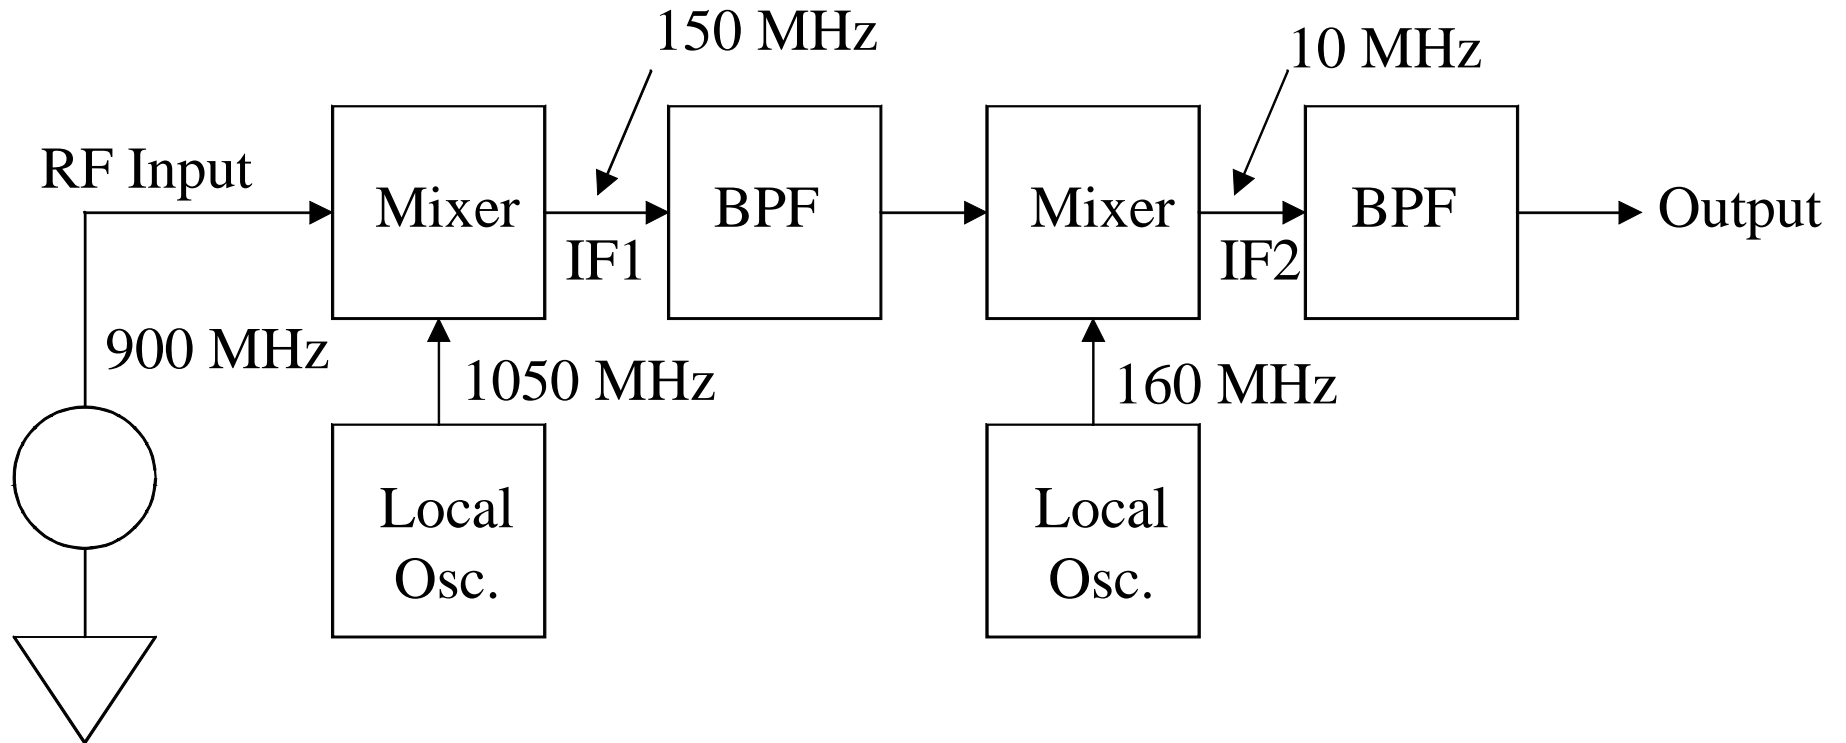 150 MHz
10 MHz
RF Input
Mixer
BPF
Mixer
BPF
Output
IF1
IF2
900 MHz
1050 MHz
160 MHz
Local
Osc.
Local
Osc.